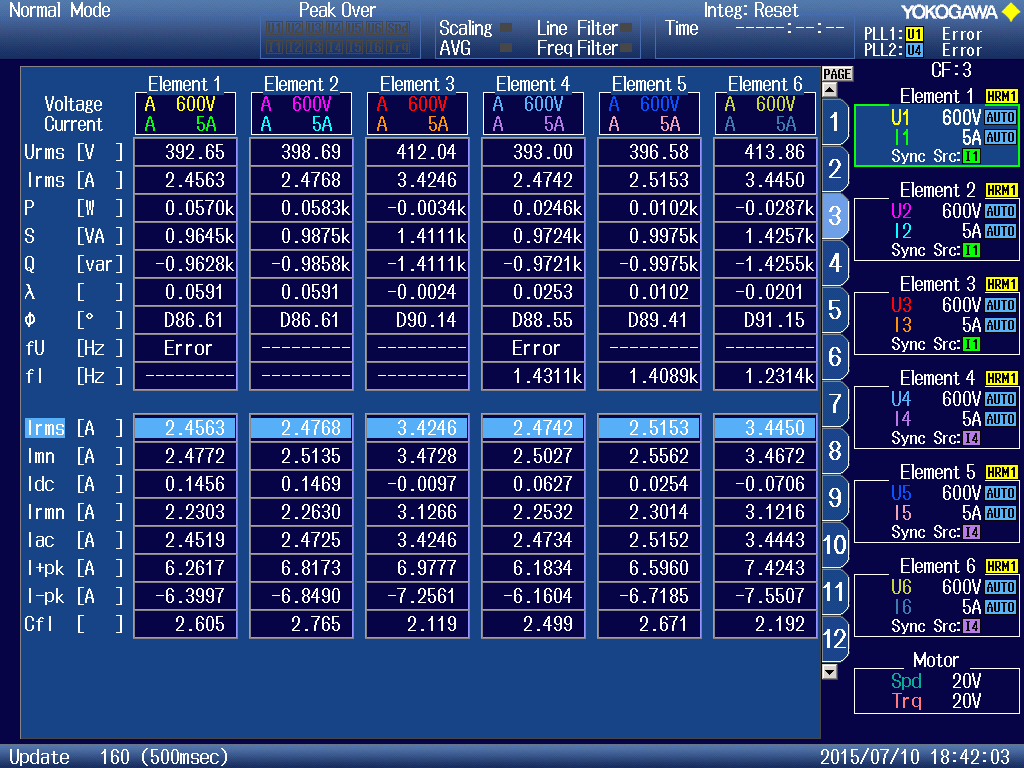 Normal Mode
Peak Over
U1 U2 U3 U4 U5 U6 Spd
I1 I2 I3 I4 I5 I6 Trq
Scaling
AVG
Line Filter
Freq Filter
Integ: Reset
Time -----:--:--
YOKOGAWA
PLL1: U1 Error
PLL2: U4 Error
CF:3
PAGE
Element 1 Element 2 Element 3 Element 4 Element 5 Element 6
Voltage A 600V A 600V A 600V A 600V A 600V A 600V
Current A 5A A 5A A 5A A 5A A 5A A 5A
Urms [V ] 392.65 398.69 412.04 393.00 396.58 413.86
Irms [A ] 2.4563 2.4768 3.4246 2.4742 2.5153 3.4450
P [W ] 0.0570k 0.0583k -0.0034k 0.0246k 0.0102k -0.0287k
S [VA ] 0.9645k 0.9875k 1.4111k 0.9724k 0.9975k 1.4257k
Q [var] -0.9628k -0.9858k -1.4111k -0.9721k -0.9975k -1.4255k
λ [ ] 0.0591 0.0591 -0.0024 0.0253 0.0102 -0.0201
Φ [° ] D86.61 D86.61 D90.14 D88.55 D89.41 D91.15
fU [Hz ] Error --------- --------- Error --------- ---------
fI [Hz ] --------- --------- --------- 1.4311k 1.4089k 1.2314k
Irms [A ] 2.4563 2.4768 3.4246 2.4742 2.5153 3.4450
Imn [A ] 2.4772 2.5135 3.4728 2.5027 2.5562 3.4672
Idc [A ] 0.1456 0.1469 -0.0097 0.0627 0.0254 -0.0706
Irmn [A ] 2.2303 2.2630 3.1266 2.2532 2.3014 3.1216
Iac [A ] 2.4519 2.4725 3.4246 2.4734 2.5152 3.4443
I+pk [A ] 6.2617 6.8173 6.9777 6.1834 6.5960 7.4243
I-pk [A ] -6.3997 -6.8490 -7.2561 -6.1604 -6.7185 -7.5507
CfI [ ] 2.605 2.765 2.119 2.499 2.671 2.192
1
2
3
4
5
6
7
8
9
10
11
12
Element 1 HRM1
U1 600V AUTO
I1 5A AUTO
Sync Src: I1
Element 2 HRM1
U2 600V AUTO
I2 5A AUTO
Sync Src: I1
Element 3 HRM1
U3 600V AUTO
I3 5A AUTO
Sync Src: I1
Element 4 HRM1
U4 600V AUTO
I4 5A AUTO
Sync Src: I4
Element 5 HRM1
U5 600V AUTO
I5 5A AUTO
Sync Src: I4
Element 6 HRM1
U6 600V AUTO
I6 5A AUTO
Sync Src: I4
Motor
Spd 20V
Trq 20V
Update 160 (500msec)
2015/07/10 18:42:03